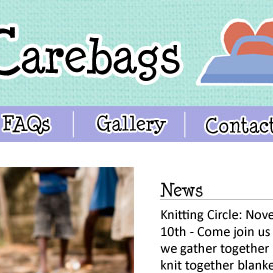 Carebags
FAQs Gallery Contact
News
Knitting Circle: Nove
10th - Come join us
we gather together
knit together blanke